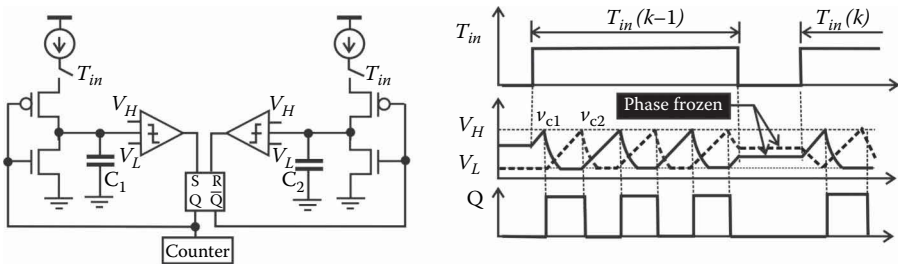 T_in
T_in
V_H
V_H
V_L
V_L
C_1
C_2
S R
Q Q̅
Counter
T_in
T_in(k–1)
T_in(k)
Phase frozen
V_H
v_c1
v_c2
V_L
Q